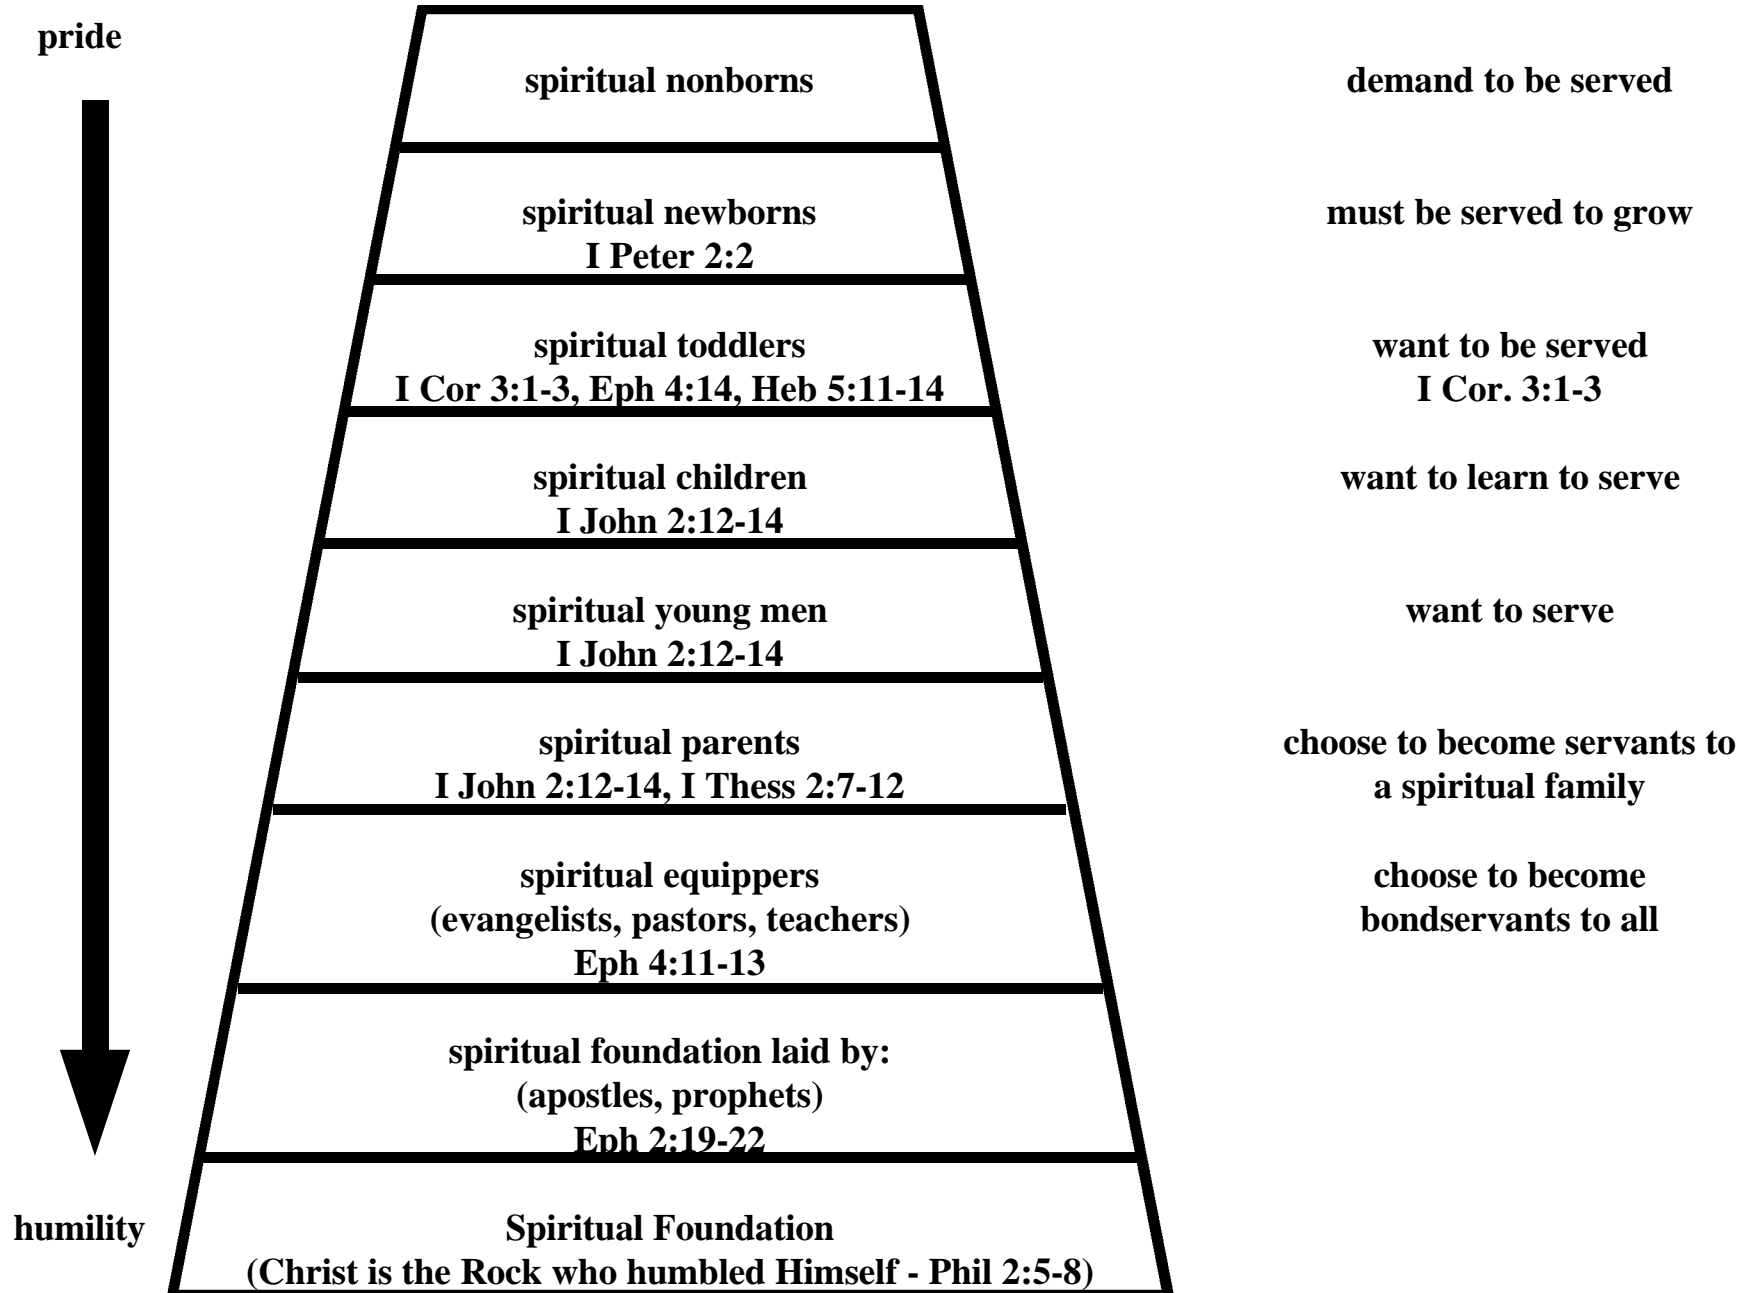 pride
spiritual nonborns
demand to be served
spiritual newborns
I Peter 2:2
must be served to grow
spiritual toddlers
I Cor 3:1-3, Eph 4:14, Heb 5:11-14
want to be served
I Cor. 3:1-3
spiritual children
I John 2:12-14
want to learn to serve
spiritual young men
I John 2:12-14
want to serve
spiritual parents
I John 2:12-14, I Thess 2:7-12
choose to become servants to
a spiritual family
spiritual equippers
(evangelists, pastors, teachers)
Eph 4:11-13
choose to become
bondservants to all
spiritual foundation laid by:
(apostles, prophets)
Eph 2:19-22
humility
Spiritual Foundation
(Christ is the Rock who humbled Himself - Phil 2:5-8)